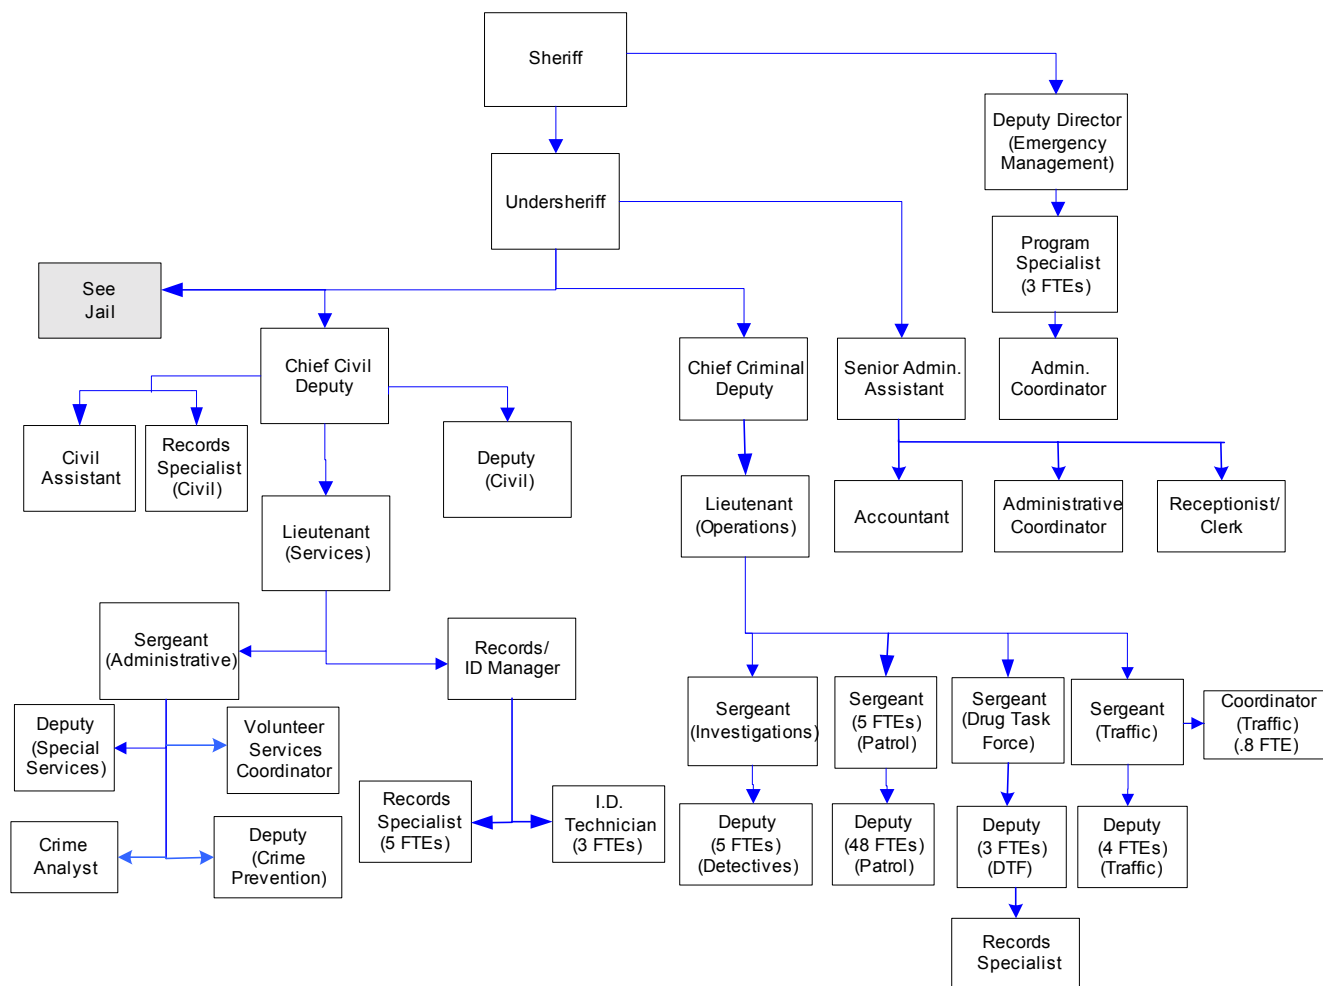 Sheriff
Deputy Director
(Emergency
Management)
Undersheriff
Program
Specialist
(3 FTEs)
See
Jail
Chief Civil
Deputy
Chief Criminal
Deputy
Senior Admin.
Assistant
Admin.
Coordinator
Civil
Assistant
Records
Specialist
(Civil)
Deputy
(Civil)
Lieutenant
(Services)
Lieutenant
(Operations)
Accountant
Administrative
Coordinator
Receptionist/
Clerk
Sergeant
(Administrative)
Records/
ID Manager
Sergeant
(Investigations)
Sergeant
(5 FTEs)
(Patrol)
Sergeant
(Drug Task
Force)
Sergeant
(Traffic)
Coordinator
(Traffic)
(.8 FTE)
Deputy
(Special
Services)
Volunteer
Services
Coordinator
Records
Specialist
(5 FTEs)
I.D.
Technician
(3 FTEs)
Crime
Analyst
Deputy
(Crime
Prevention)
Deputy
(5 FTEs)
(Detectives)
Deputy
(48 FTEs)
(Patrol)
Deputy
(3 FTEs)
(DTF)
Deputy
(4 FTEs)
(Traffic)
Records
Specialist